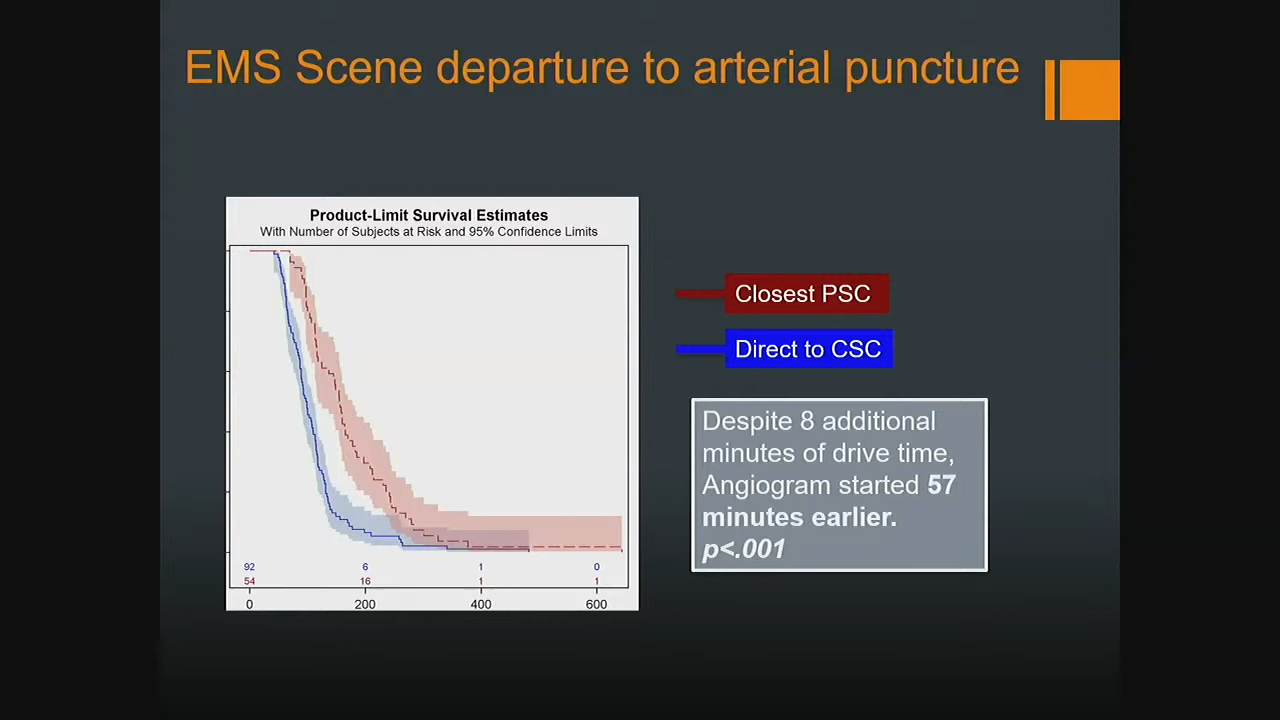 EMS Scene departure to arterial puncture
Product-Limit Survival Estimates
With Number of Subjects at Risk and 95% Confidence Limits
92 6 1 0
54 16 1 1
0 200 400 600
Closest PSC
Direct to CSC
Despite 8 additional
minutes of drive time,
Angiogram started 57
minutes earlier.
p<.001